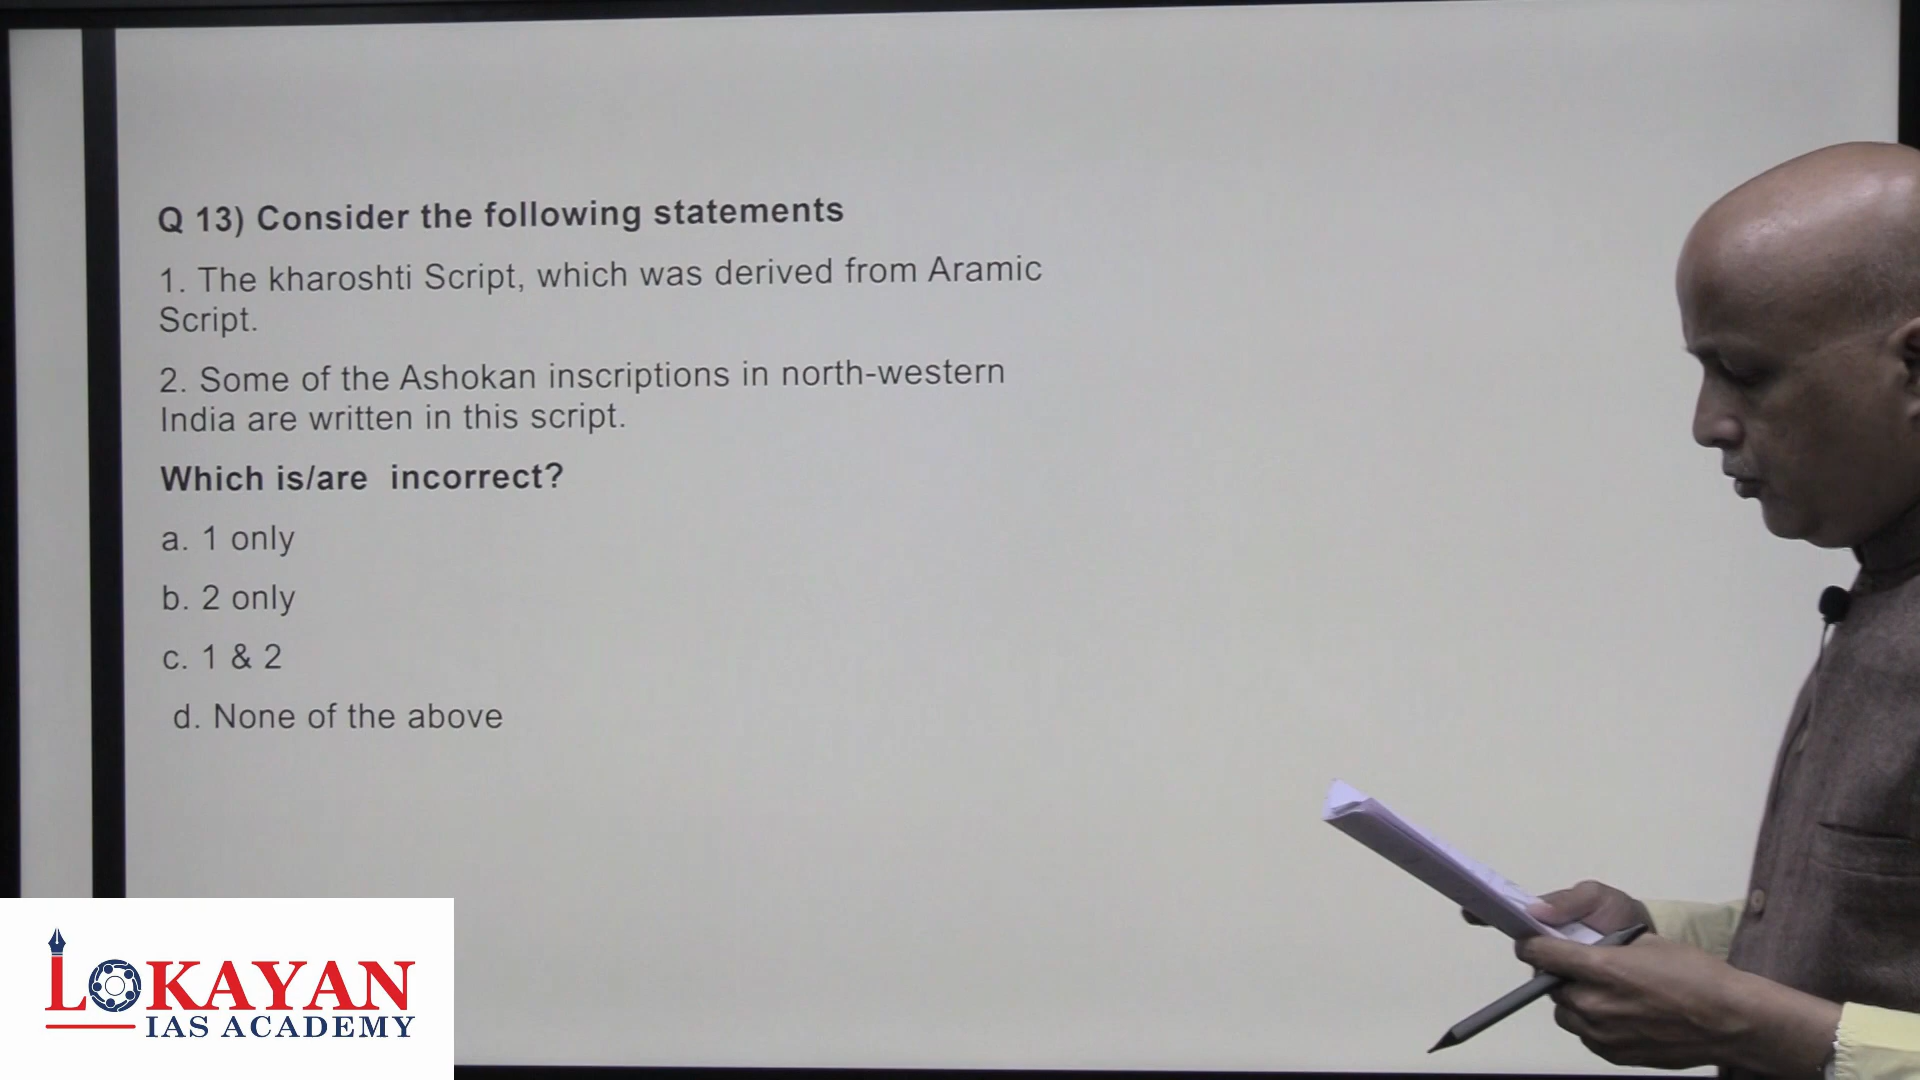 Q 13) Consider the following statements
1. The kharoshti Script, which was derived from Aramic
Script.
2. Some of the Ashokan inscriptions in north-western
India are written in this script.
Which is/are  incorrect?
a. 1 only
b. 2 only
c. 1 & 2
d. None of the above
LOKAYAN
IAS ACADEMY